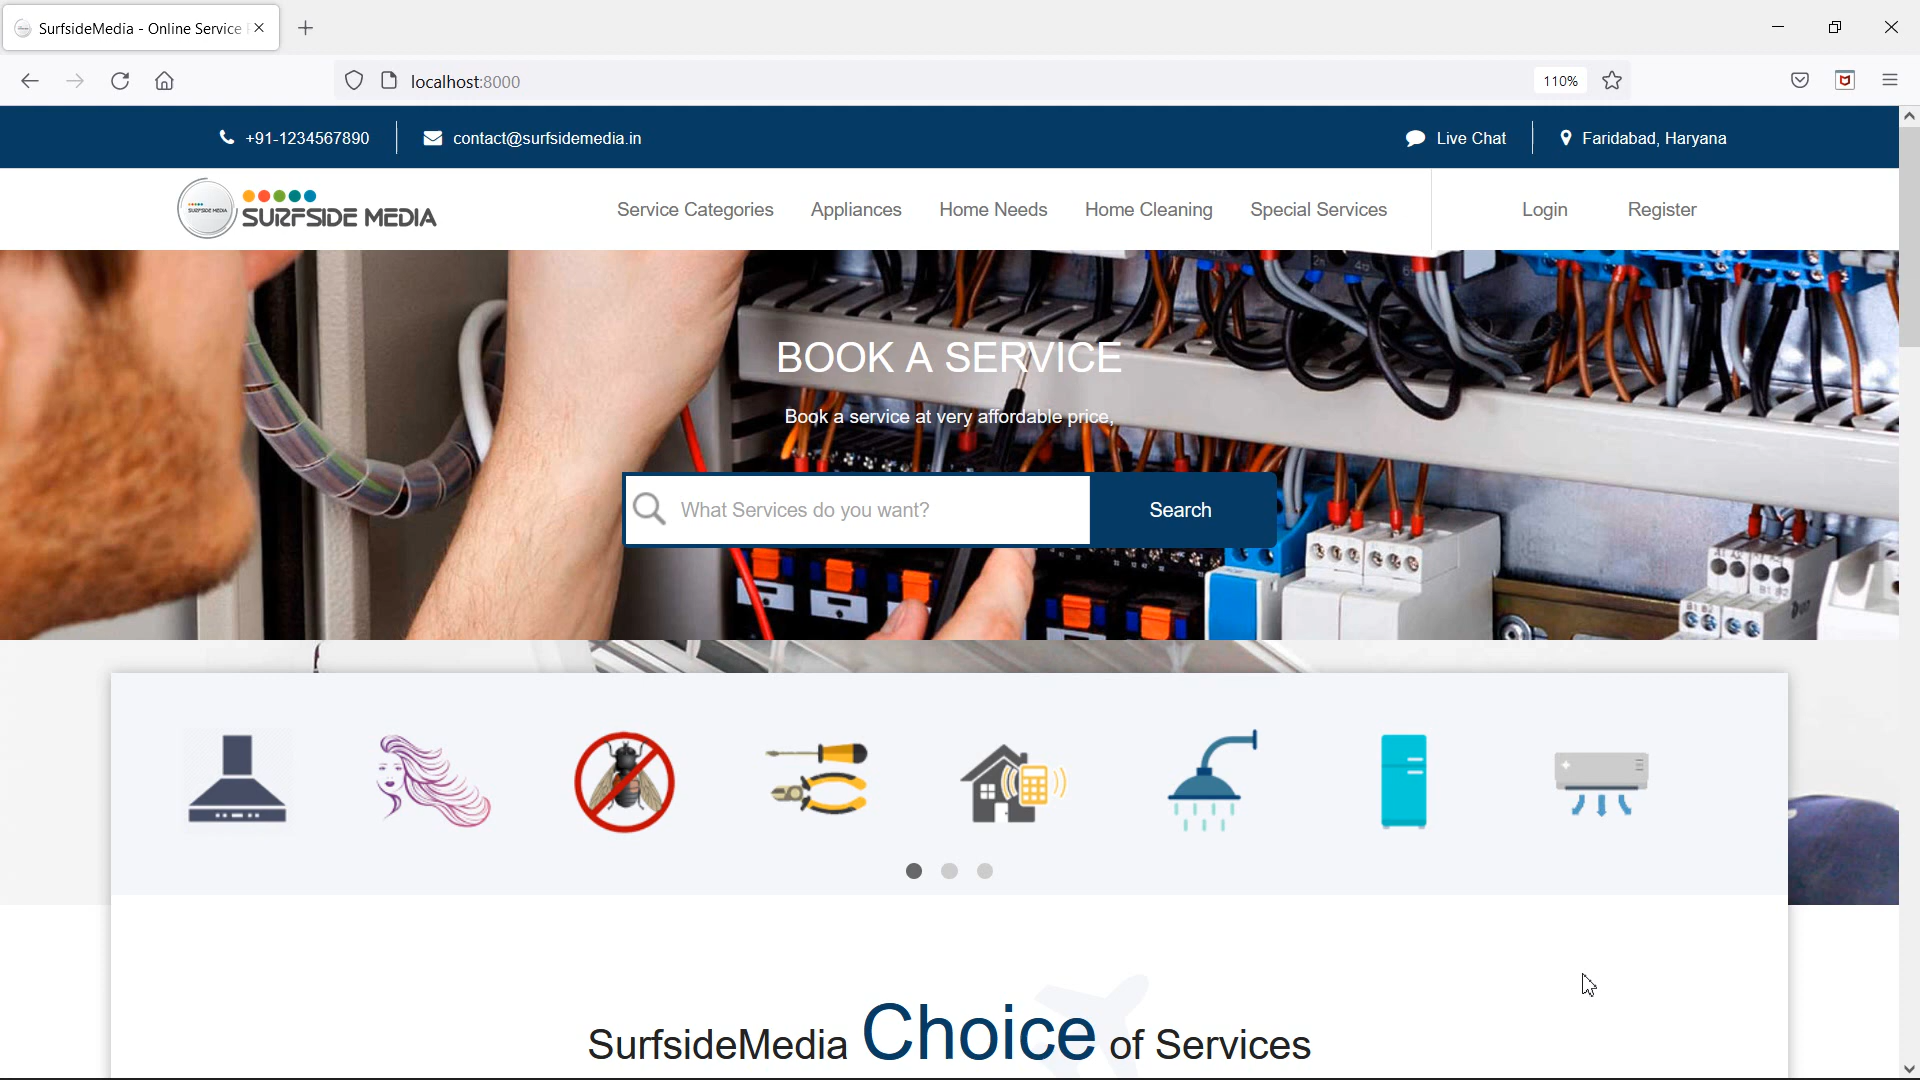 SurfsideMedia - Online Service
localhost:8000
110%
+91-1234567890
contact@surfsidemedia.in
Live Chat
Faridabad, Haryana
SURFSIDE MEDIA
SURFSIDE MEDIA
Service Categories
Appliances
Home Needs
Home Cleaning
Special Services
Login
Register
BOOK A SERVICE
Book a service at very affordable price,
What Services do you want?
Search
SurfsideMedia Choice of Services